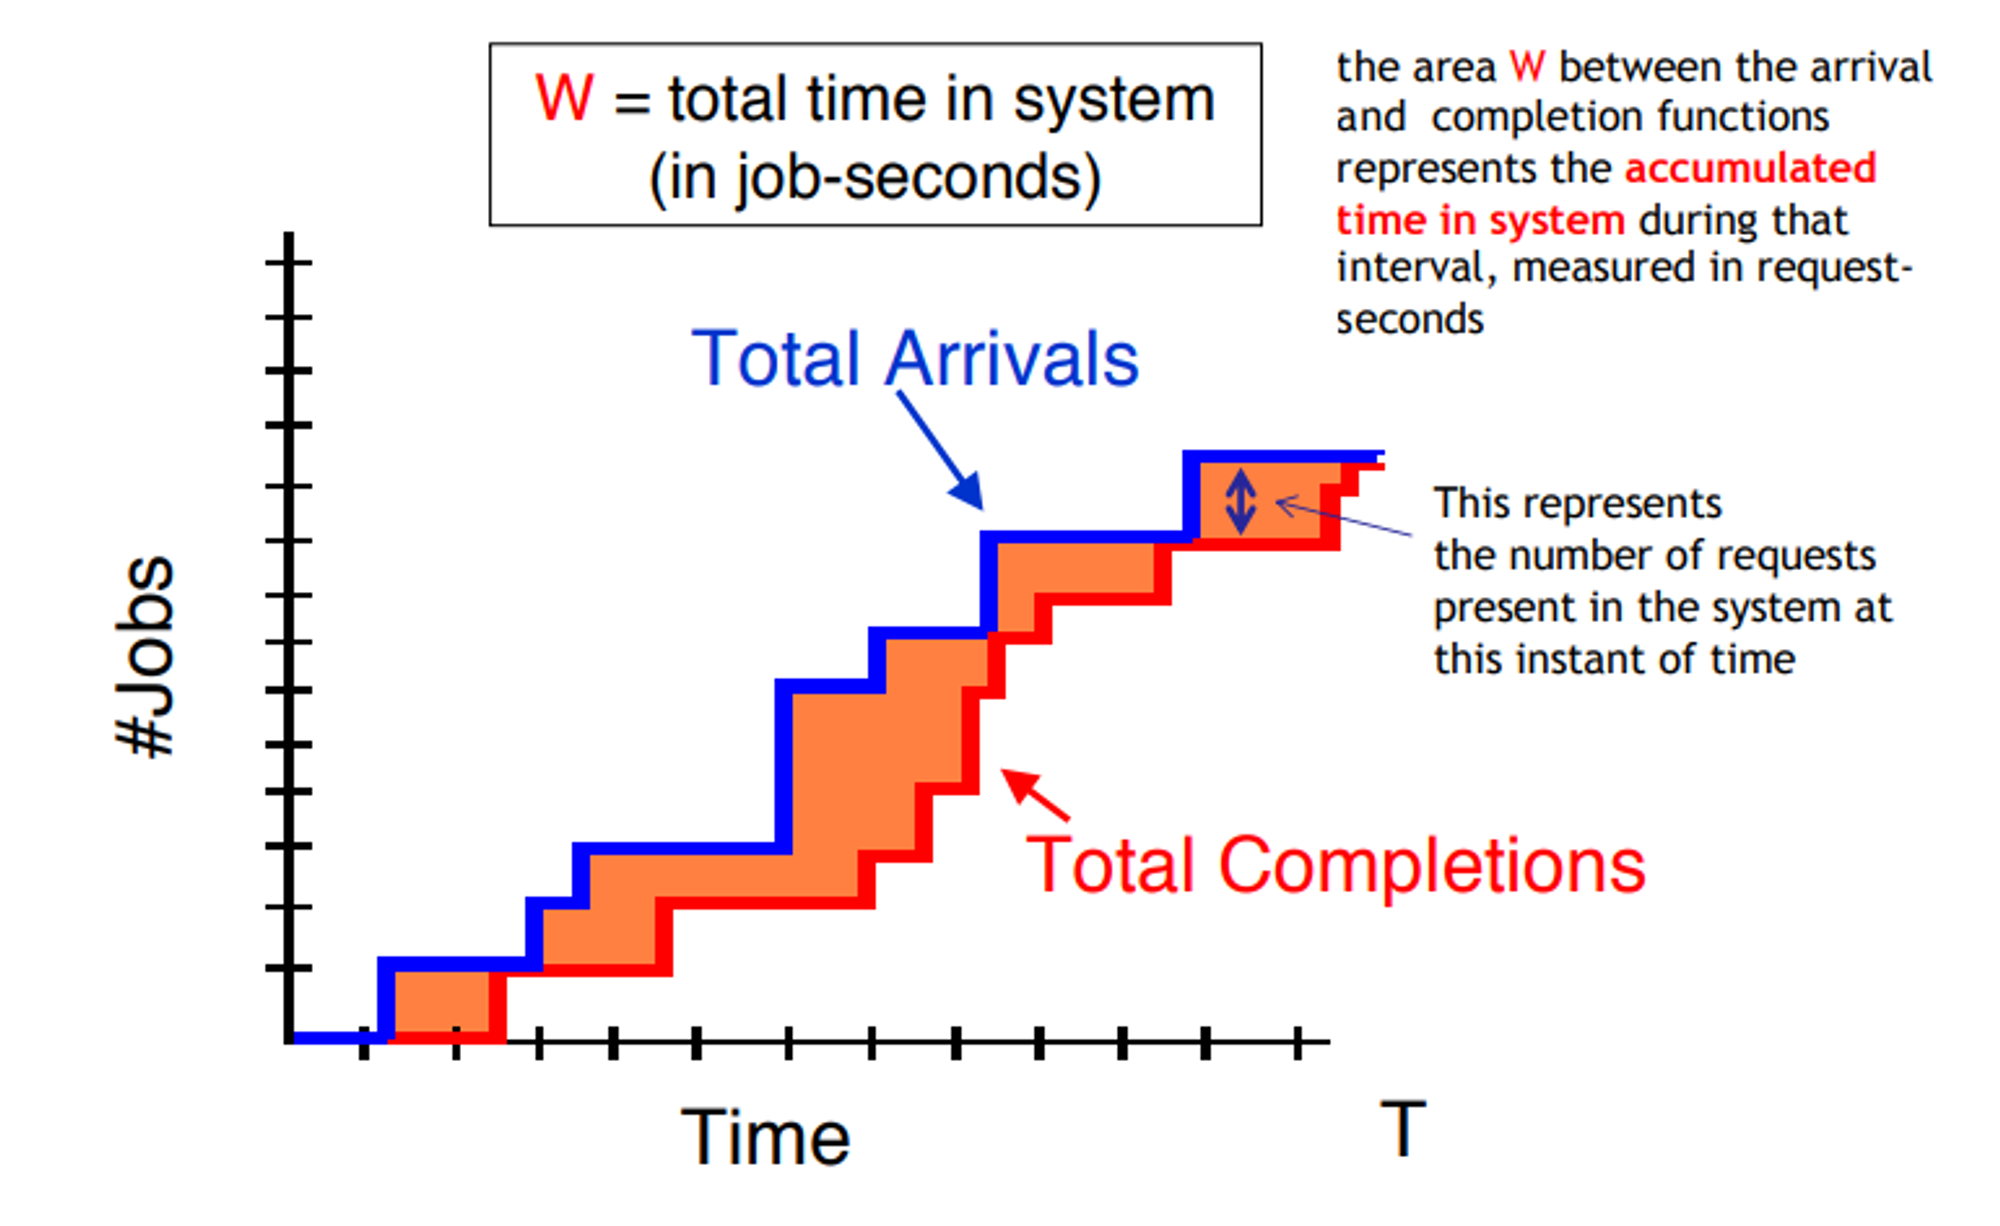 W = total time in system
(in job-seconds)
the area W between the arrival
and completion functions
represents the accumulated
time in system during that
interval, measured in request-
seconds
Total Arrivals
This represents
the number of requests
present in the system at
this instant of time
#Jobs
Total Completions
Time
T